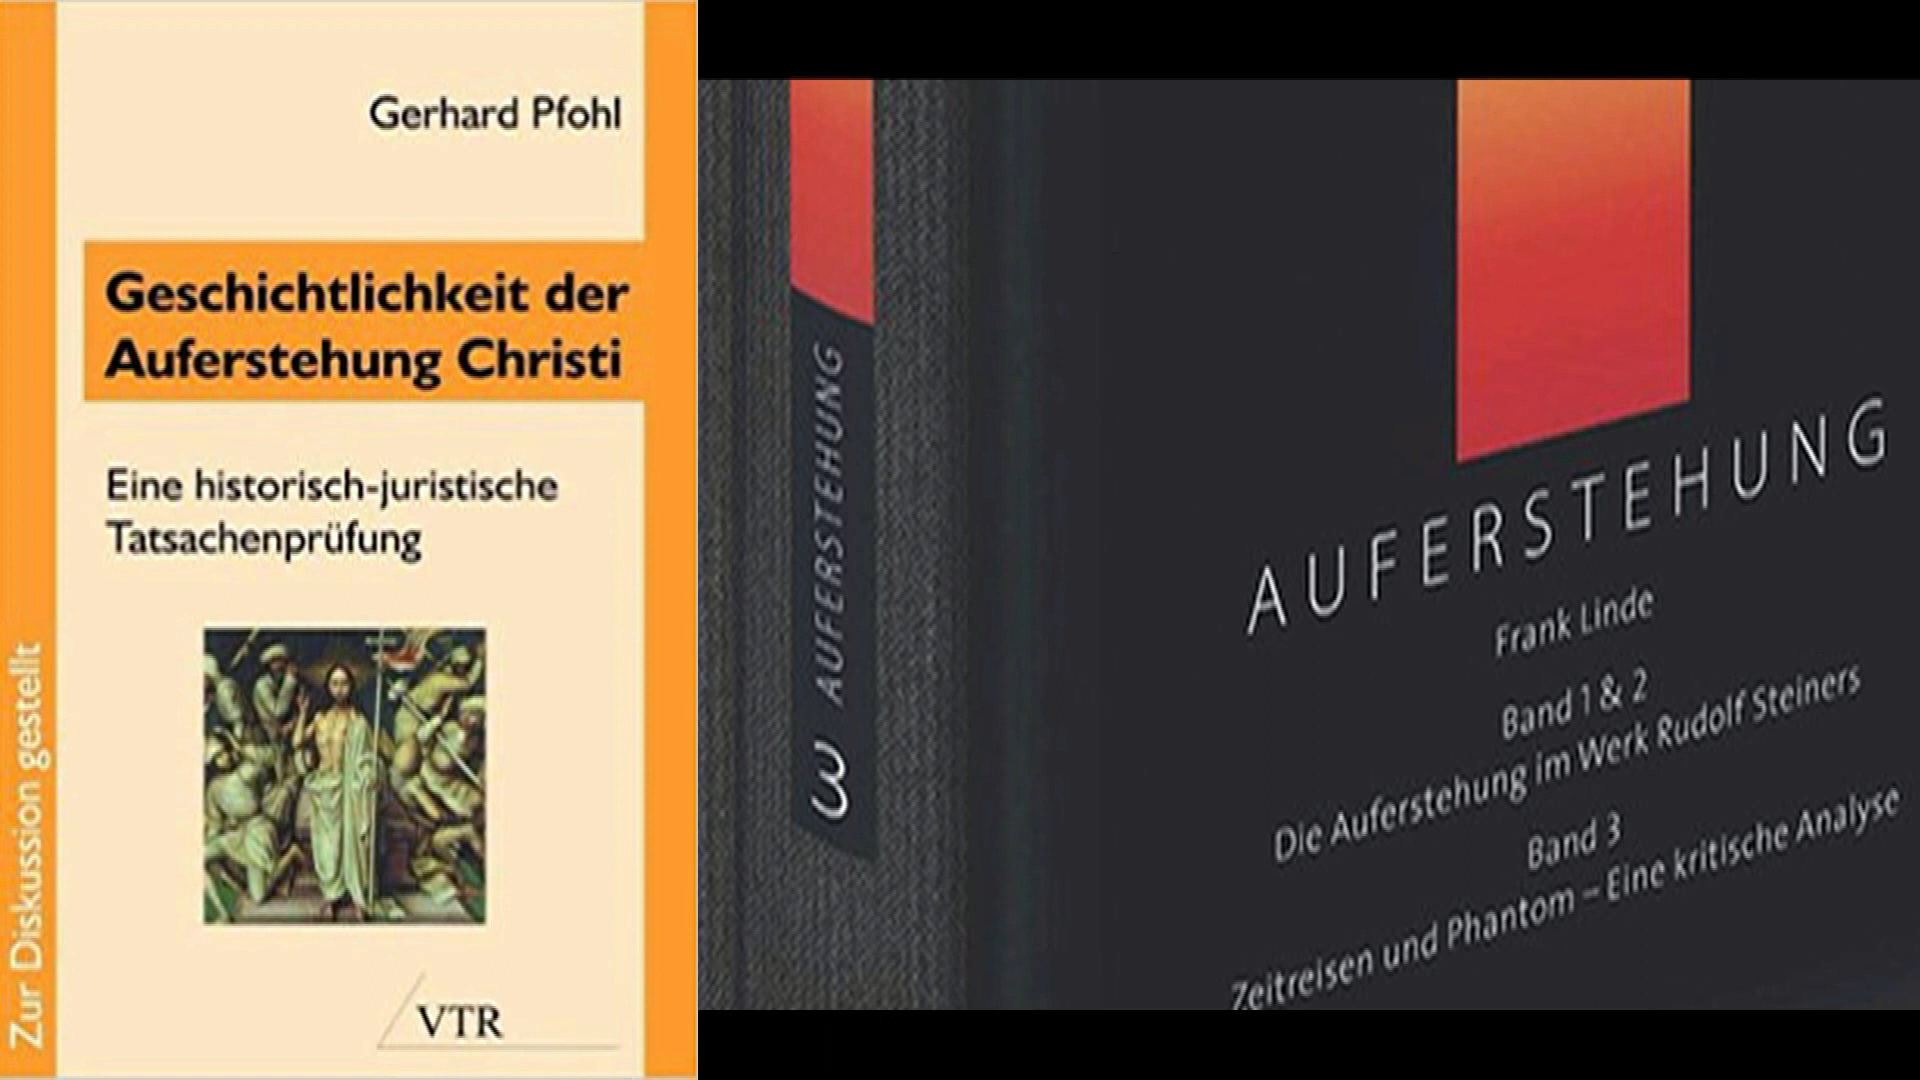 Gerhard Pfohl
Geschichtlichkeit der
Auferstehung Christi
Eine historisch-juristische
Tatsachenprüfung
Zur Diskussion gestellt
VTR
3 AUFERSTEHUNG
AUFERSTEHUNG
Frank Linde
Band 1 & 2
Die Auferstehung im Werk Rudolf Steiners
Band 3
Zeitreisen und Phantom – Eine kritische Analyse